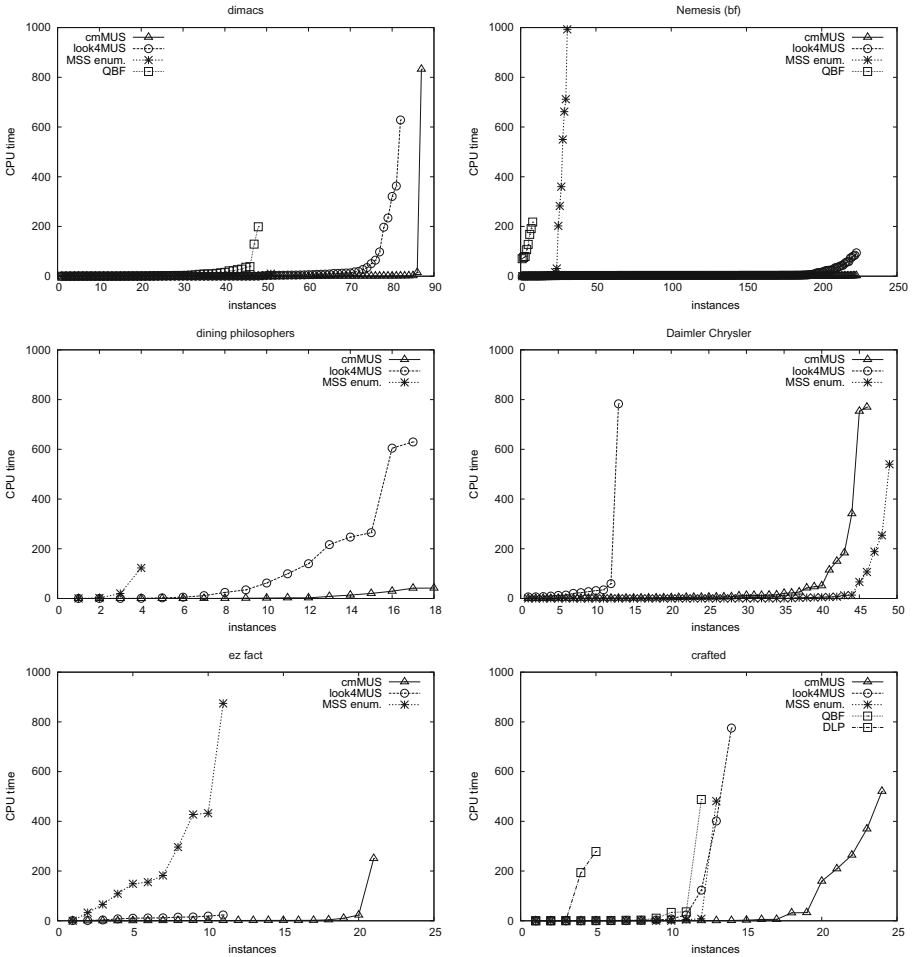 dimacs
1000
800
600
400
200
0
CPU time
cmMUS
look4MUS
MSS enum.
QBF
0 10 20 30 40 50 60 70 80 90
instances
Nemesis (bf)
1000
800
600
400
200
0
CPU time
cmMUS
look4MUS
MSS enum.
QBF
0 50 100 150 200 250
instances
dining philosophers
1000
800
600
400
200
0
CPU time
cmMUS
look4MUS
MSS enum.
0 2 4 6 8 10 12 14 16 18
instances
Daimler Chrysler
1000
800
600
400
200
0
CPU time
cmMUS
look4MUS
MSS enum.
0 5 10 15 20 25 30 35 40 45 50
instances
ez fact
1000
800
600
400
200
0
CPU time
cmMUS
look4MUS
MSS enum.
0 5 10 15 20 25
instances
crafted
1000
800
600
400
200
0
CPU time
cmMUS
look4MUS
MSS enum.
QBF
DLP
0 5 10 15 20 25
instances